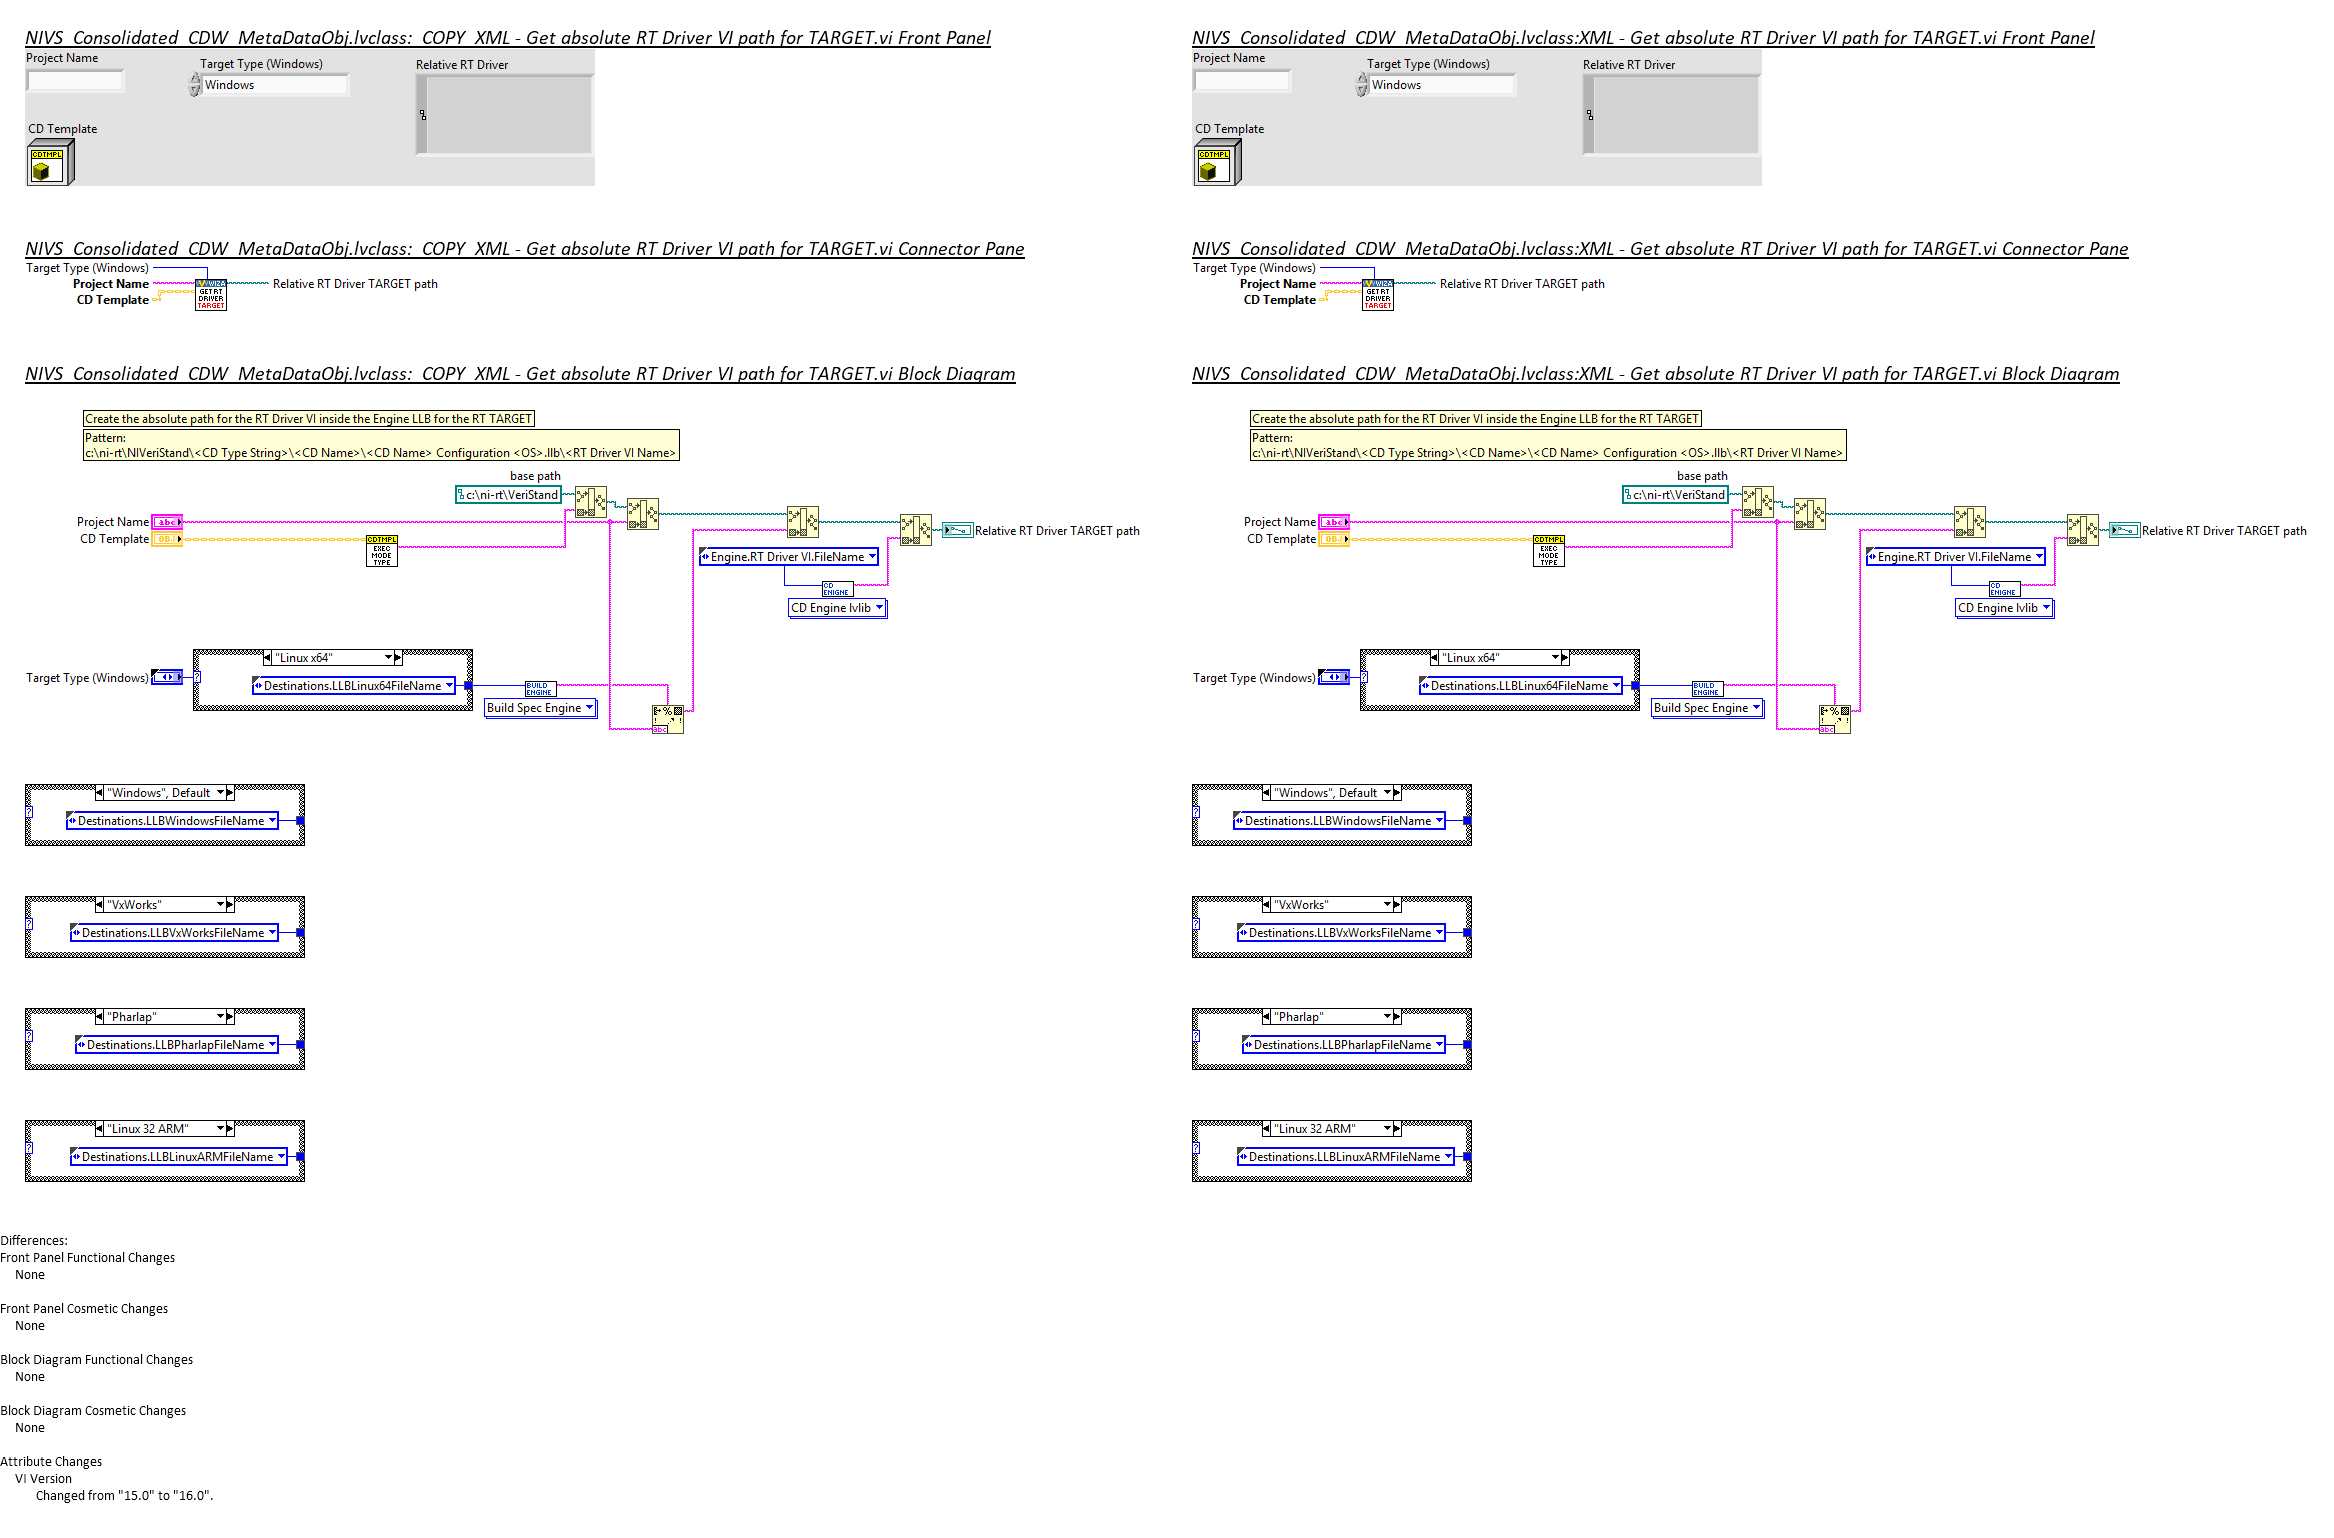 NIVS_Consolidated_CDW_MetaDataObj.lvclass:_COPY_XML - Get absolute RT Driver VI path for TARGET.vi Front Panel
Project Name
Target Type (Windows)
Windows
Relative RT Driver
CD Template
CDTMPL
NIVS_Consolidated_CDW_MetaDataObj.lvclass:_COPY_XML - Get absolute RT Driver VI path for TARGET.vi Connector Pane
Target Type (Windows)
Project Name
CD Template
GET RT
DRIVER
TARGET
Relative RT Driver TARGET path
NIVS_Consolidated_CDW_MetaDataObj.lvclass:_COPY_XML - Get absolute RT Driver VI path for TARGET.vi Block Diagram
Create the absolute path for the RT Driver VI inside the Engine LLB for the RT TARGET
Pattern:
c:\ni-rt\NIVeriStand\<CD Type String>\<CD Name>\<CD Name> Configuration <OS>.llb\<RT Driver VI Name>
base path
c:\ni-rt\VeriStand
Project Name
abc
CD Template
OBJ
CDTMPL
EXEC
MODE
TYPE
Relative RT Driver TARGET path
Engine.RT Driver VI.FileName
CD
ENIGNE
CD Engine lvlib
"Linux x64"
Target Type (Windows)
Destinations.LLBLinux64FileName
BUILD
ENGINE
Build Spec Engine
abc
"Windows", Default
Destinations.LLBWindowsFileName
"VxWorks"
Destinations.LLBVxWorksFileName
"Pharlap"
Destinations.LLBPharlapFileName
"Linux 32 ARM"
Destinations.LLBLinuxARMFileName
NIVS_Consolidated_CDW_MetaDataObj.lvclass:XML - Get absolute RT Driver VI path for TARGET.vi Front Panel
Project Name
Target Type (Windows)
Windows
Relative RT Driver
CD Template
CDTMPL
NIVS_Consolidated_CDW_MetaDataObj.lvclass:XML - Get absolute RT Driver VI path for TARGET.vi Connector Pane
Target Type (Windows)
Project Name
CD Template
GET RT
DRIVER
TARGET
Relative RT Driver TARGET path
NIVS_Consolidated_CDW_MetaDataObj.lvclass:XML - Get absolute RT Driver VI path for TARGET.vi Block Diagram
Create the absolute path for the RT Driver VI inside the Engine LLB for the RT TARGET
Pattern:
c:\ni-rt\NIVeriStand\<CD Type String>\<CD Name>\<CD Name> Configuration <OS>.llb\<RT Driver VI Name>
base path
c:\ni-rt\VeriStand
Project Name
abc
CD Template
OBJ
CDTMPL
EXEC
MODE
TYPE
Relative RT Driver TARGET path
Engine.RT Driver VI.FileName
CD
ENIGNE
CD Engine lvlib
"Linux x64"
Target Type (Windows)
Destinations.LLBLinux64FileName
BUILD
ENGINE
Build Spec Engine
abc
"Windows", Default
Destinations.LLBWindowsFileName
"VxWorks"
Destinations.LLBVxWorksFileName
"Pharlap"
Destinations.LLBPharlapFileName
"Linux 32 ARM"
Destinations.LLBLinuxARMFileName
Differences:
Front Panel Functional Changes
None
Front Panel Cosmetic Changes
None
Block Diagram Functional Changes
None
Block Diagram Cosmetic Changes
None
Attribute Changes
VI Version
Changed from "15.0" to "16.0".